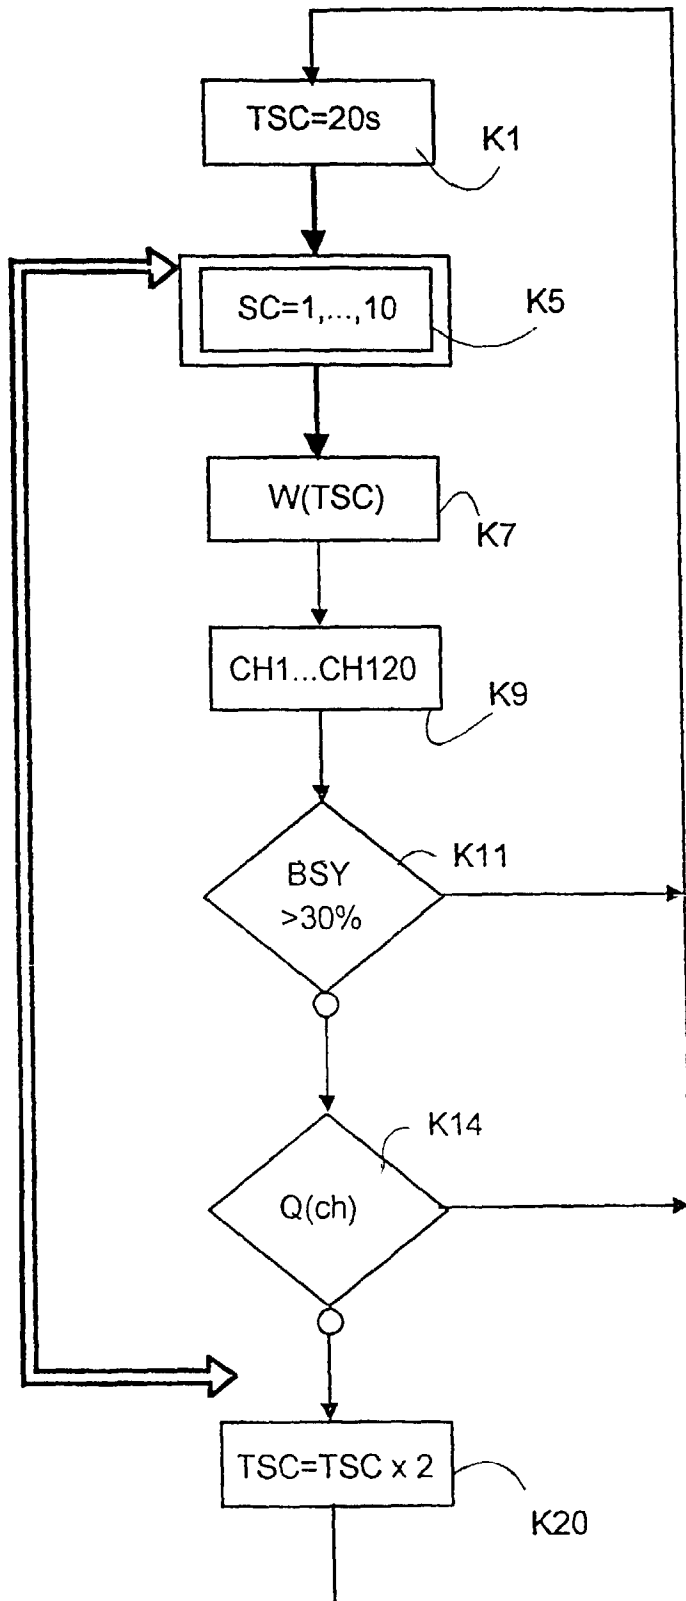 TSC=20s
K1
SC=1,...,10
K5
W(TSC)
K7
CH1...CH120
K9
BSY
>30%
K11
K14
Q(ch)
TSC=TSC x 2
K20